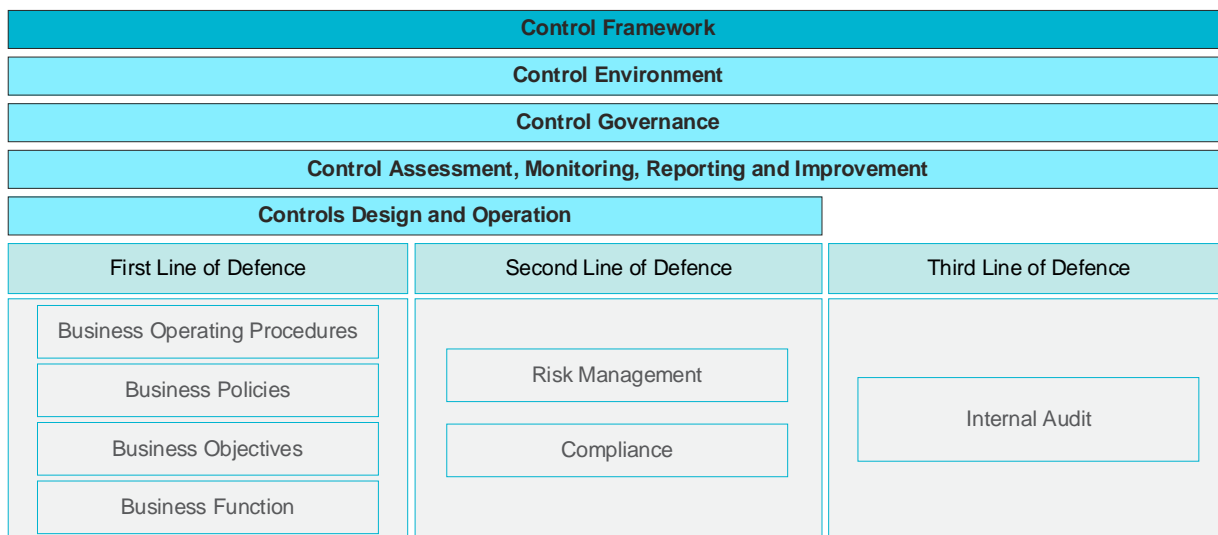 Control Framework
Control Environment
Control Governance
Control Assessment, Monitoring, Reporting and Improvement
Controls Design and Operation
First Line of Defence
Second Line of Defence
Third Line of Defence
Business Operating Procedures
Business Policies
Business Objectives
Business Function
Risk Management
Compliance
Internal Audit